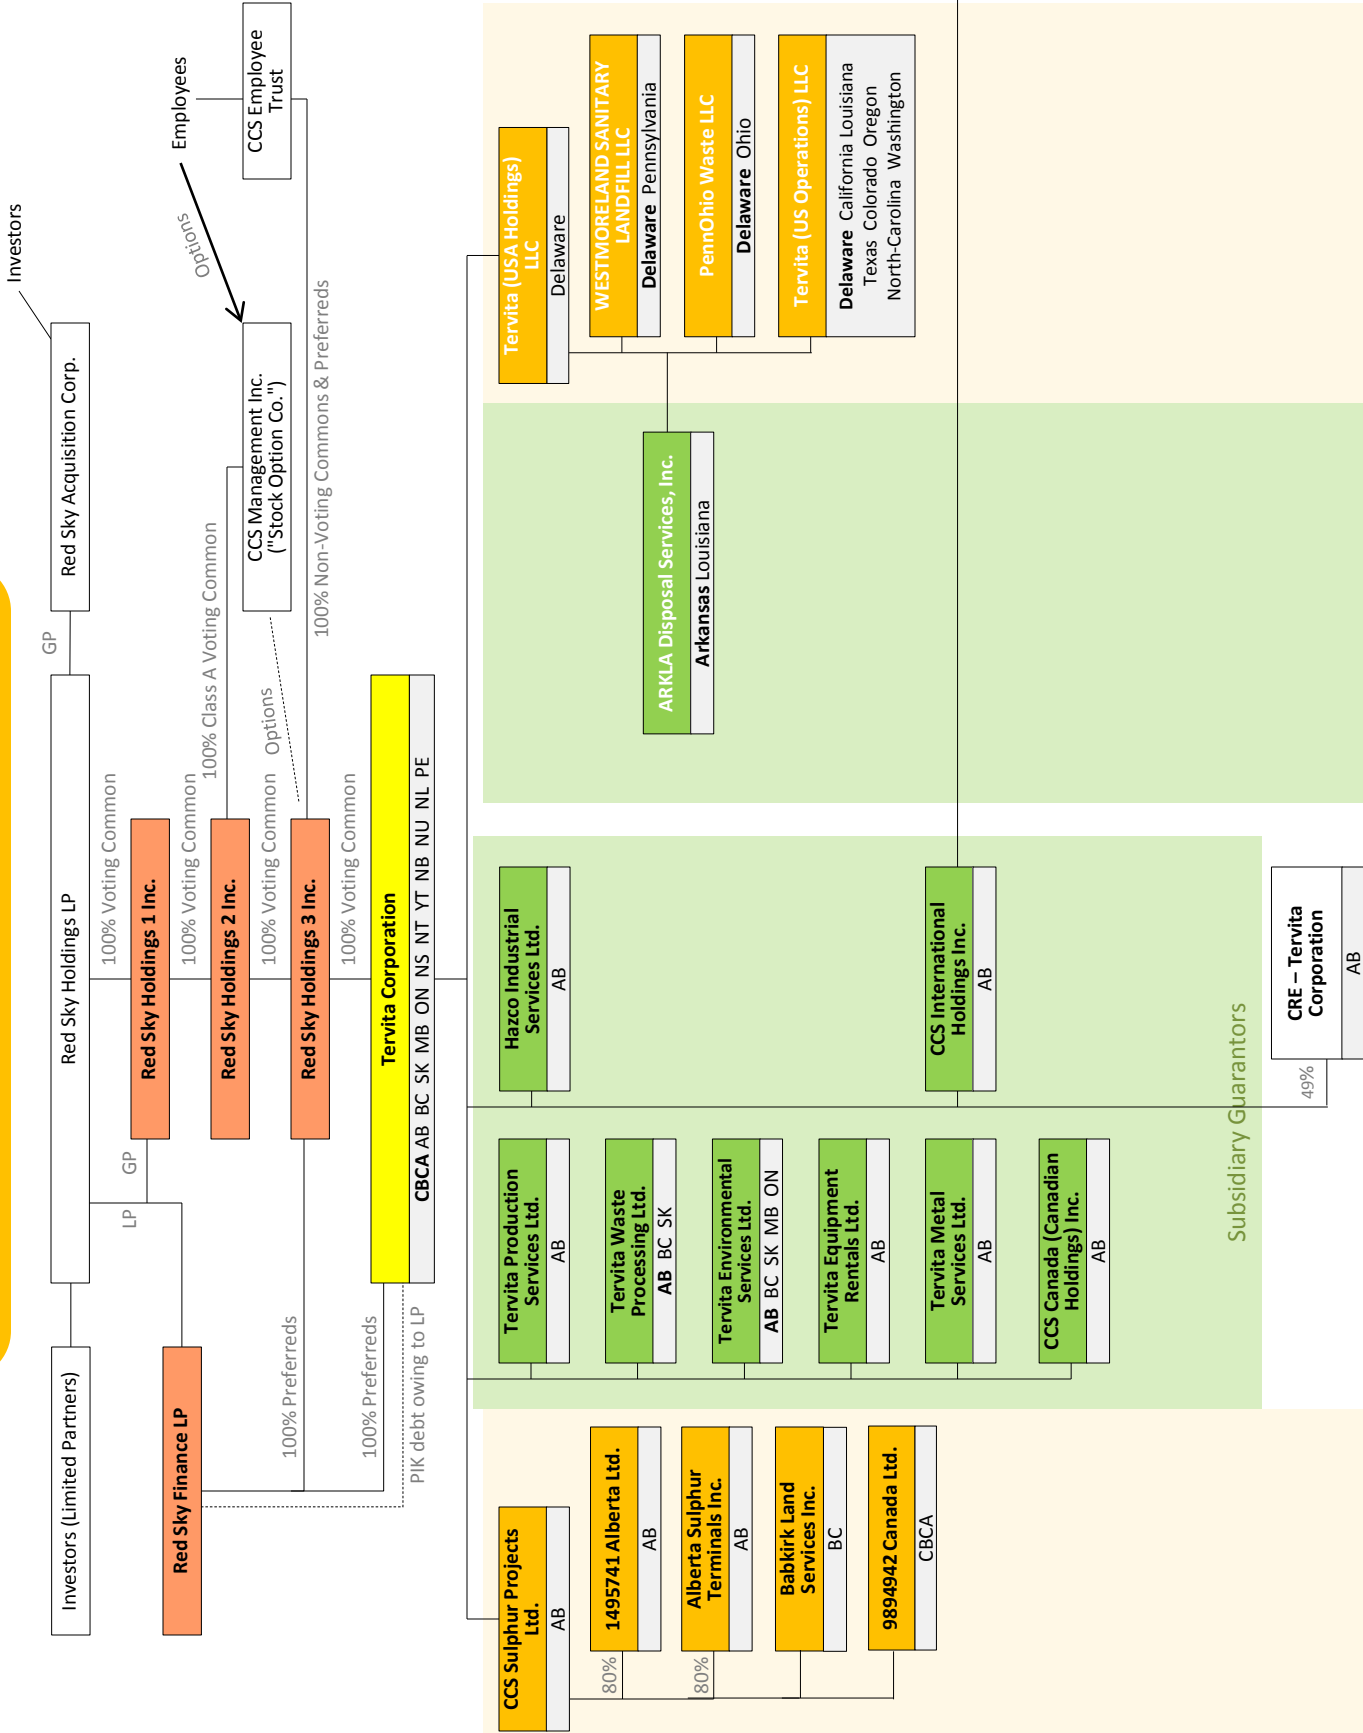 Investors
Investors (Limited Partners)
Red Sky Holdings LP
GP
Red Sky Acquisition Corp.
Employees
LP
GP
100% Voting Common
Red Sky Finance LP
Red Sky Holdings 1 Inc.
100% Voting Common
100% Class A Voting Common
Options
Red Sky Holdings 2 Inc.
CCS Management Inc.
("Stock Option Co.")
CCS Employee
Trust
100% Voting Common
Options
100% Preferreds
Red Sky Holdings 3 Inc.
100% Non-Voting Commons & Preferreds
100% Voting Common
100% Preferreds
PIK debt owing to LP
Tervita Corporation
CBCA AB BC SK MB ON NS NT YT NB NU NL PE
CCS Sulphur Projects
Ltd.
AB
80%
1495741 Alberta Ltd.
AB
80%
Alberta Sulphur
Terminals Inc.
AB
Babkirk Land
Services Inc.
BC
9894942 Canada Ltd.
CBCA
Tervita Production
Services Ltd.
AB
Tervita Waste
Processing Ltd.
AB BC SK
Tervita Environmental
Services Ltd.
AB BC SK MB ON
Tervita Equipment
Rentals Ltd.
AB
Tervita Metal
Services Ltd.
AB
CCS Canada (Canadian
Holdings) Inc.
AB
Hazco Industrial
Services Ltd.
AB
CCS International
Holdings Inc.
AB
Subsidiary Guarantors
49%
CRE – Tervita
Corporation
AB
ARKLA Disposal Services, Inc.
Arkansas Louisiana
Tervita (USA Holdings)
LLC
Delaware
WESTMORELAND SANITARY
LANDFILL LLC
Delaware Pennsylvania
PennOhio Waste LLC
Delaware Ohio
Tervita (US Operations) LLC
Delaware California Louisiana
Texas Colorado Oregon
North-Carolina Washington